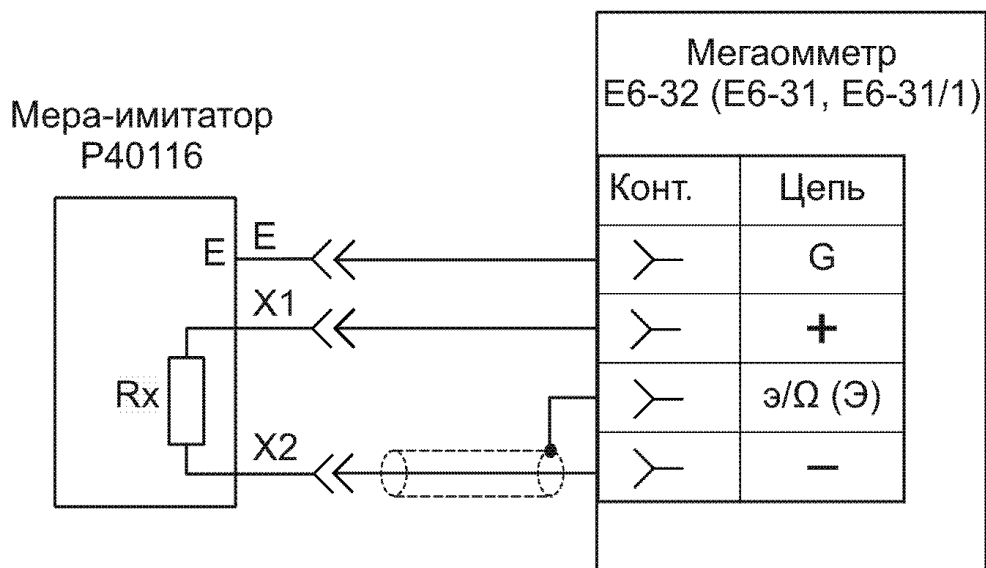 Мегаомметр
Е6-32 (Е6-31, Е6-31/1)
Мера-имитатор
Р40116
Конт.
Цепь
E
E
G
X1
+
Rx
э/Ω (Э)
X2
−